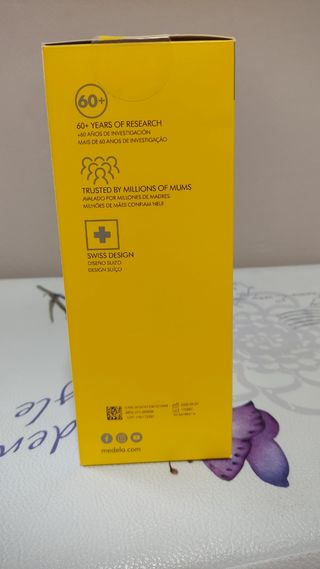 60+
60+ YEARS OF RESEARCH
+60 AÑOS DE INVESTIGACIÓN
MAIS DE 60 ANOS DE INVESTIGAÇÃO
TRUSTED BY MILLIONS OF MUMS
AVALADO POR MILLONES DE MADRES
MILHÕES DE MÃES CONFIAM NELE
SWISS DESIGN
DISEÑO SUIZO
DESIGN SUÍÇO
medela.com